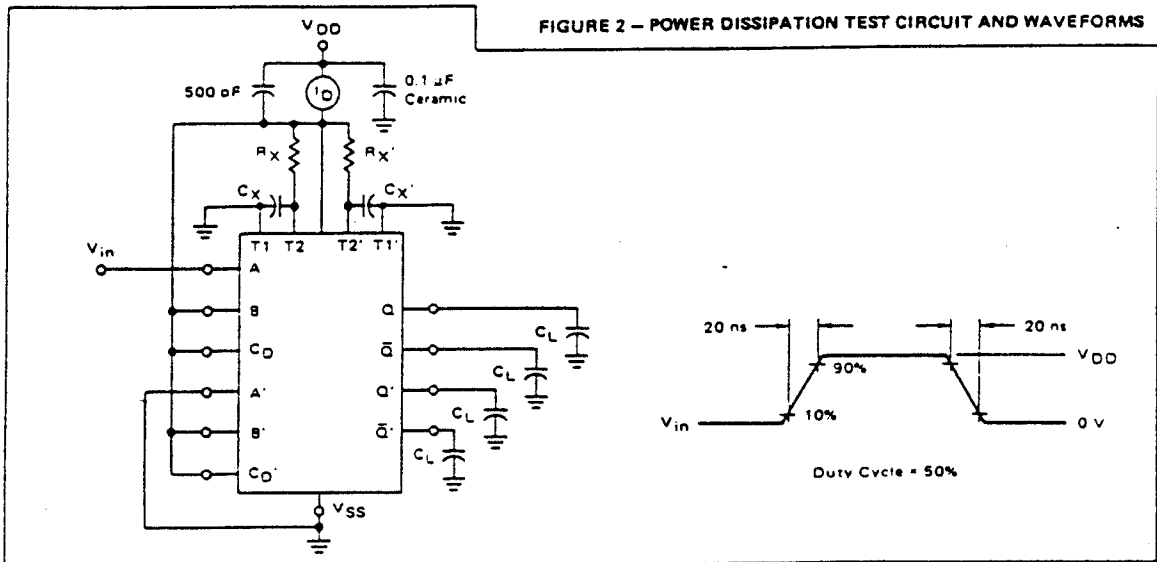 FIGURE 2 – POWER DISSIPATION TEST CIRCUIT AND WAVEFORMS
VDD
500 pF
ID
0.1 μF
Ceramic
RX
RX'
CX
CX'
T1 T2 T2' T1'
Vin
A
B
CD
A'
B'
CD'
Q
Q̅
Q'
Q̅'
CL
CL
CL
CL
VSS
20 ns
20 ns
VDD
90%
10%
Vin
0 V
Duty Cycle = 50%